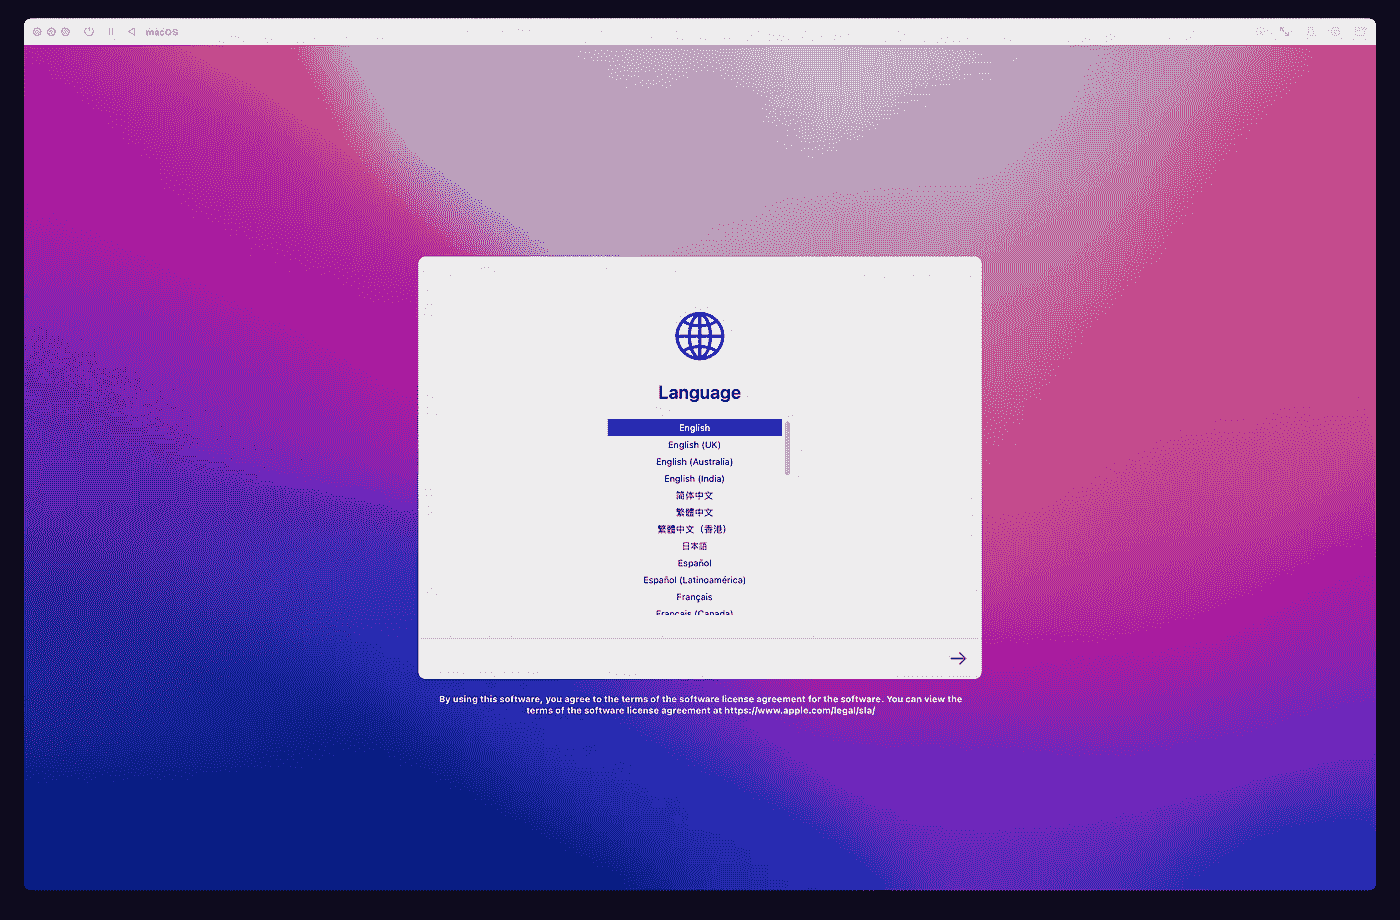 macOS
Language
English
English (UK)
English (Australia)
English (India)
简体中文
繁體中文
繁體中文（香港）
日本語
Español
Español (Latinoamérica)
Français
Français (Canada)
By using this software, you agree to the terms of the software license agreement for the software. You can view the
terms of the software license agreement at https://www.apple.com/legal/sla/